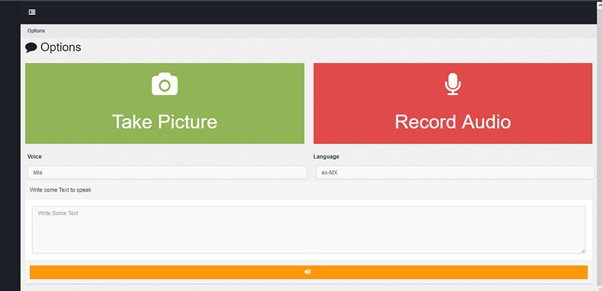 Options
Options
Take Picture
Record Audio
Voice
Language
Mia
es-MX
Write some Text to speak
Write Some Text